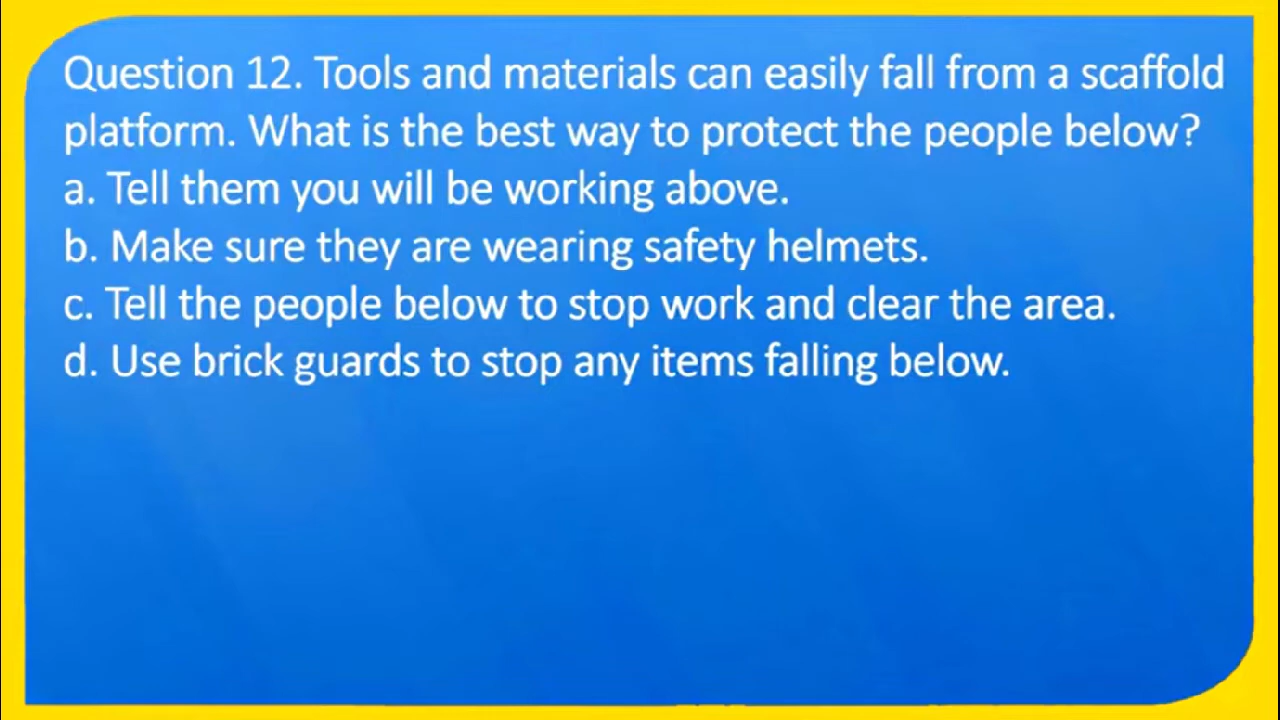 Question 12. Tools and materials can easily fall from a scaffold
platform. What is the best way to protect the people below?
a. Tell them you will be working above.
b. Make sure they are wearing safety helmets.
c. Tell the people below to stop work and clear the area.
d. Use brick guards to stop any items falling below.